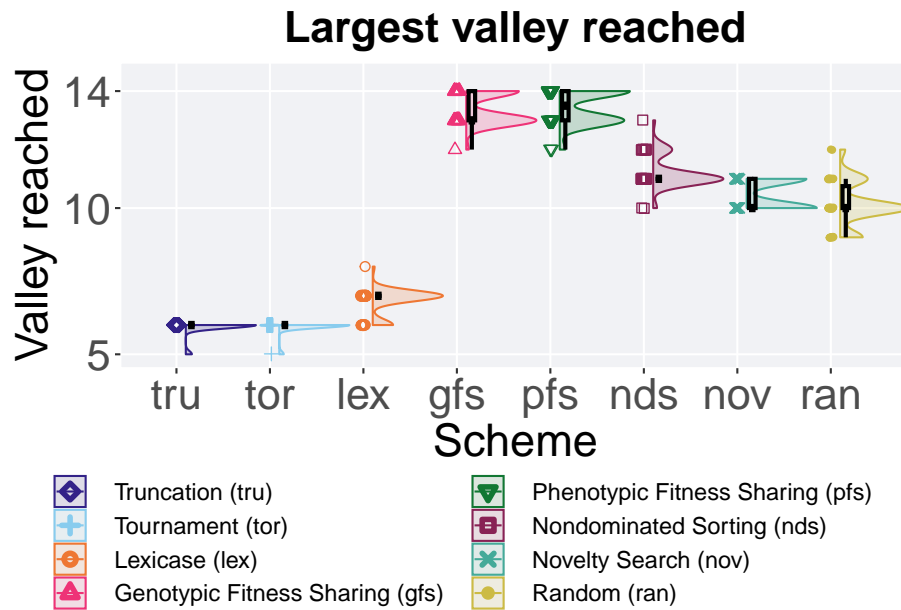 Largest valley reached
Valley reached
14
10
5
tru tor lex gfs pfs nds nov ran
Scheme
Truncation (tru)
Tournament (tor)
Lexicase (lex)
Genotypic Fitness Sharing (gfs)
Phenotypic Fitness Sharing (pfs)
Nondominated Sorting (nds)
Novelty Search (nov)
Random (ran)